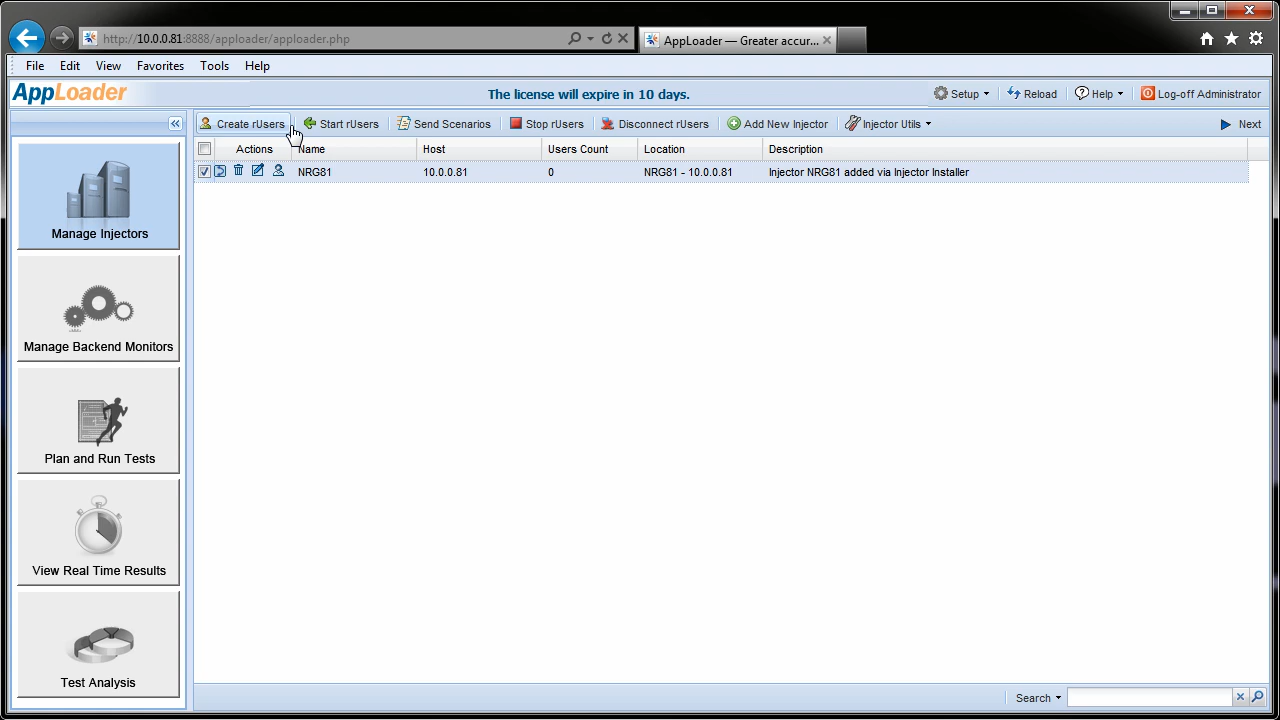 http://10.0.0.81:8888/apploader/apploader.php
AppLoader — Greater accur...
File Edit View Favorites Tools Help
AppLoader
The license will expire in 10 days.
Setup Reload Help Log-off Administrator
Create rUsers Start rUsers Send Scenarios Stop rUsers Disconnect rUsers Add New Injector Injector Utils Next
Actions Name Host Users Count Location Description
NRG81 10.0.0.81 0 NRG81 - 10.0.0.81 Injector NRG81 added via Injector Installer
Manage Injectors
Manage Backend Monitors
Plan and Run Tests
View Real Time Results
Test Analysis
Search